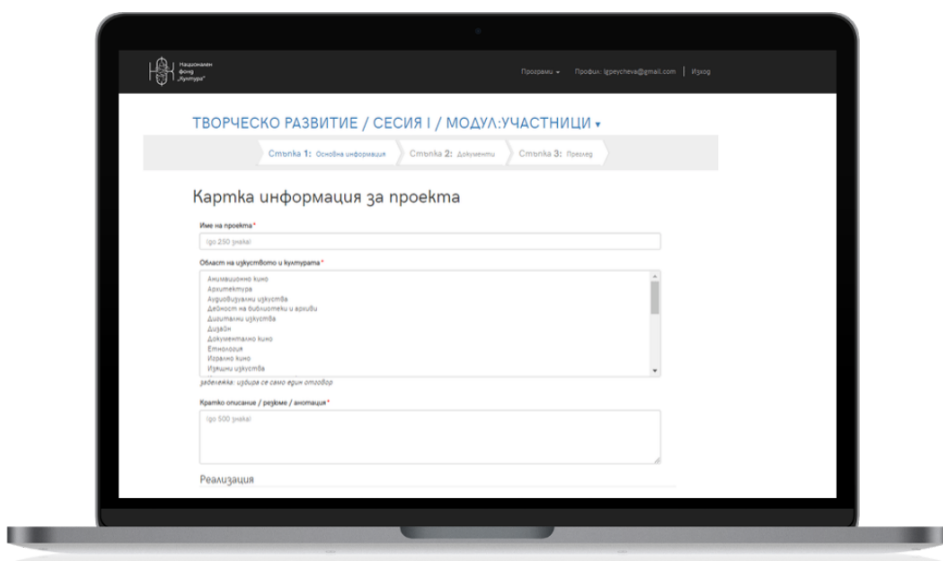 Национален
фонд
„Култура“
Програми
Профил: igpeycheva@gmail.com | Изход
ТВОРЧЕСКО РАЗВИТИЕ / СЕСИЯ I / МОДУЛ:УЧАСТНИЦИ
Стъпка 1: Основна информация
Стъпка 2: Документи
Стъпка 3: Преглед
Картка информация за проекта
Име на проекта*
(до 250 знака)
Област на изкуството и културата*
Анимационно кино
Архитектура
Аудиовизуални изкуства
Дейност на библиотеки и архиви
Дигитални изкуства
Дизайн
Документално кино
Етнология
Игрално кино
Изящни изкуства
забележка: избира се само един отговор
Кратко описание / резюме / анотация*
(до 500 знака)
Реализация